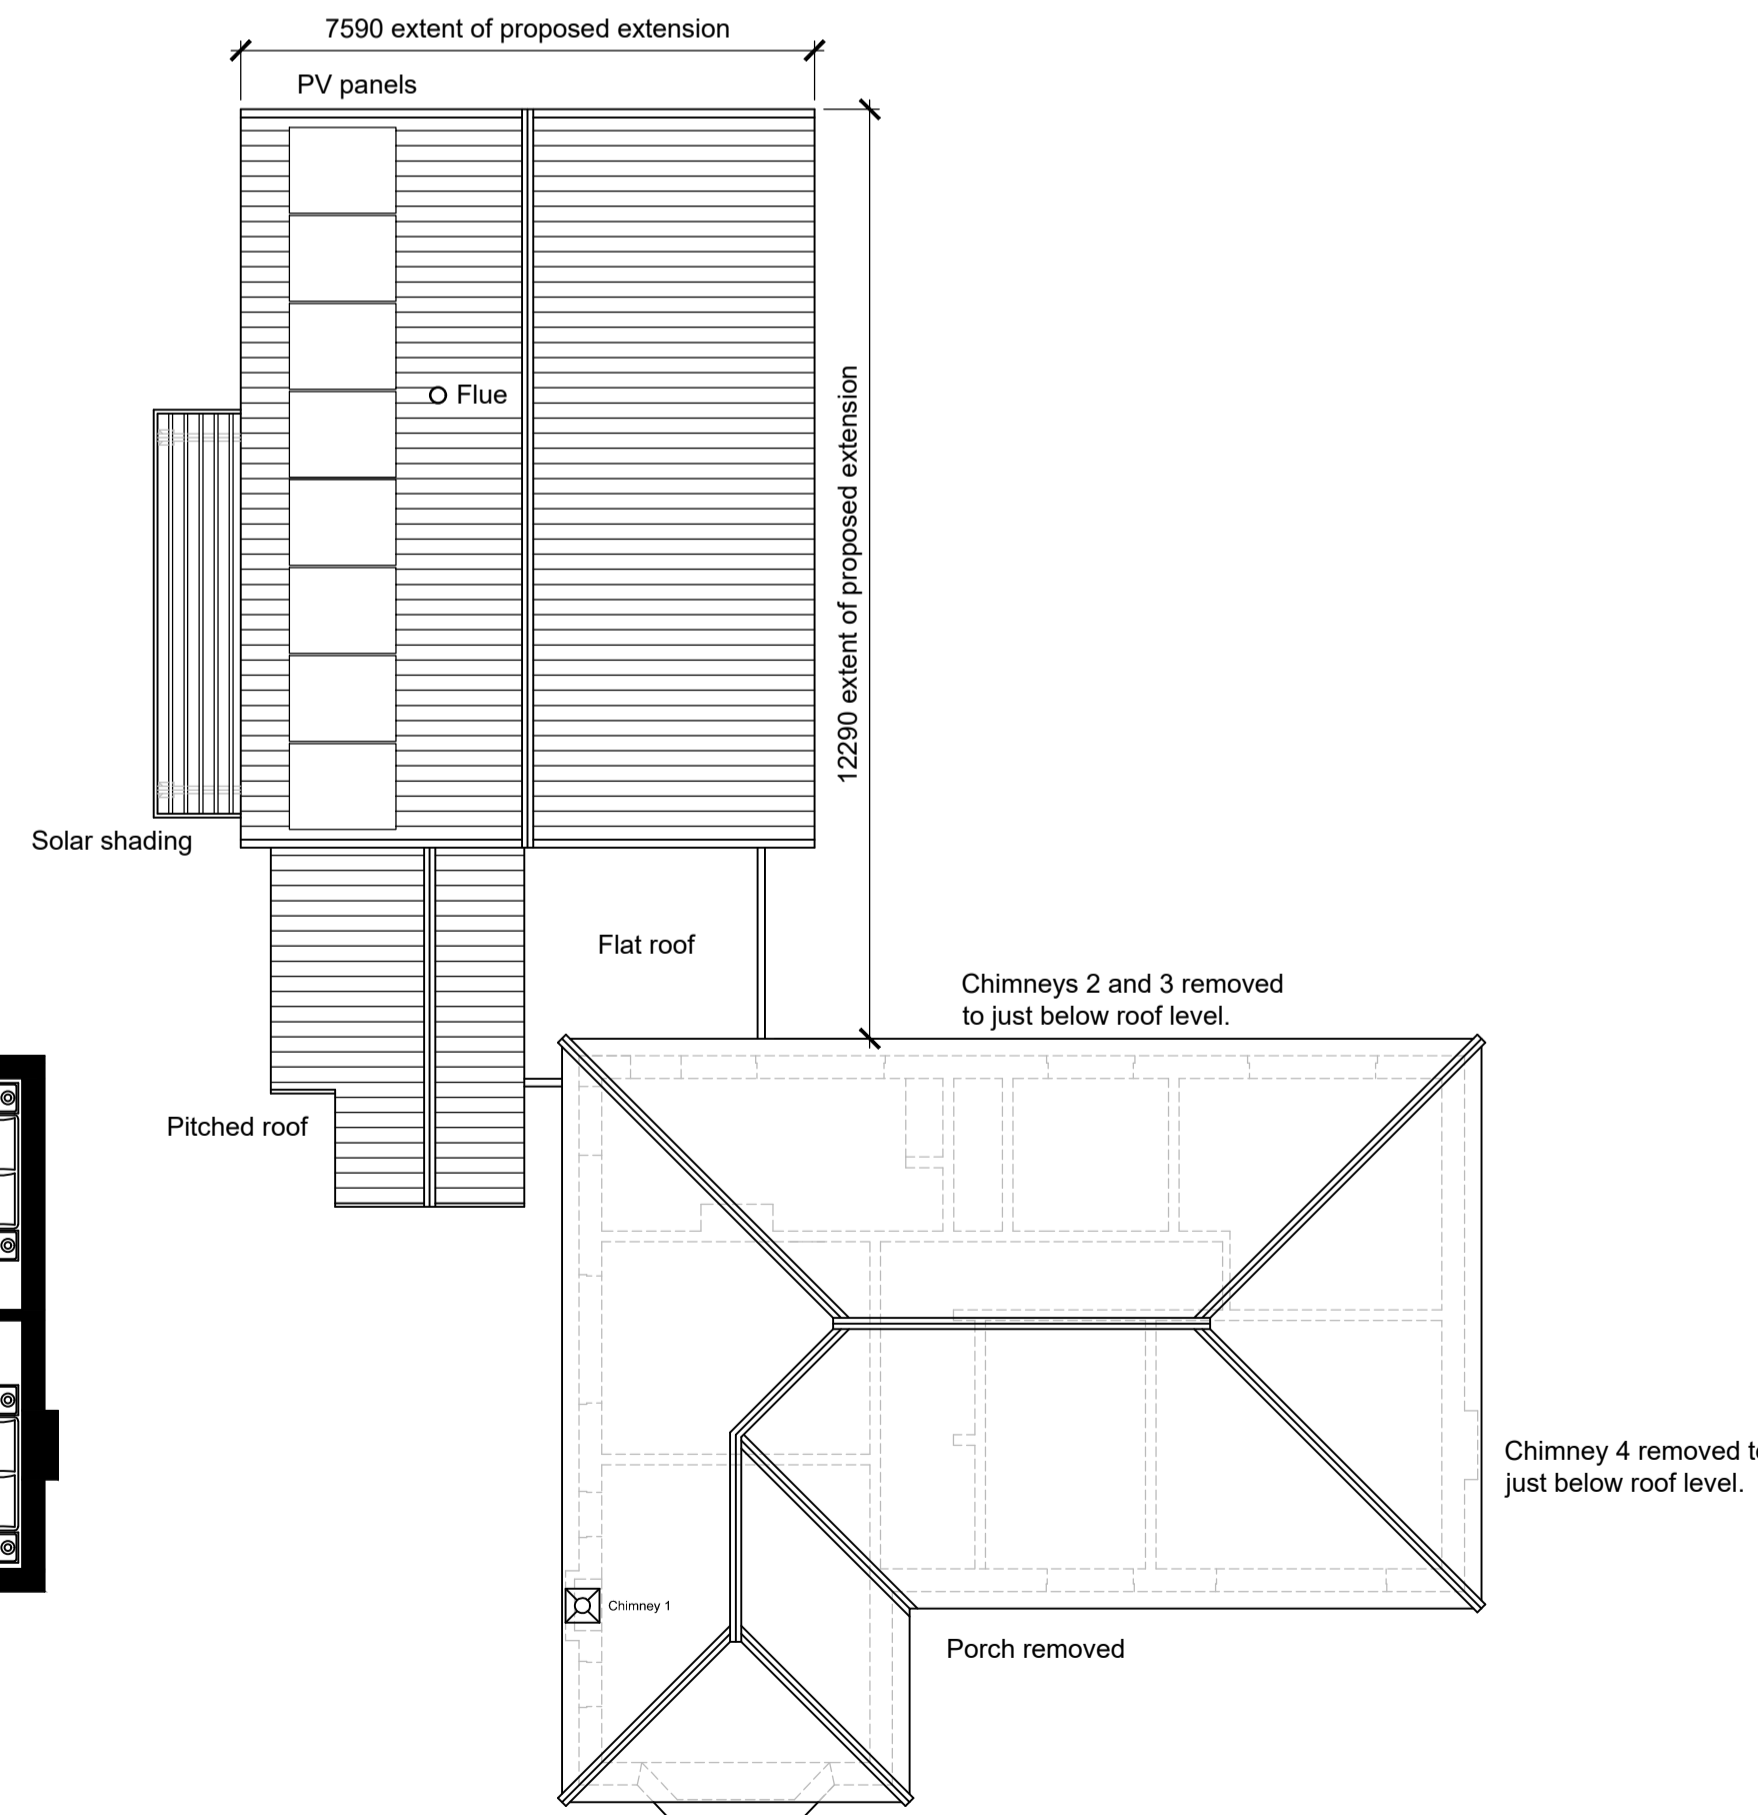 7590 extent of proposed extension
PV panels
Flue
12290 extent of proposed extension
Solar shading
Flat roof
Chimneys 2 and 3 removed
to just below roof level.
Pitched roof
Chimney 4 removed to
just below roof level.
Chimney 1
Porch removed